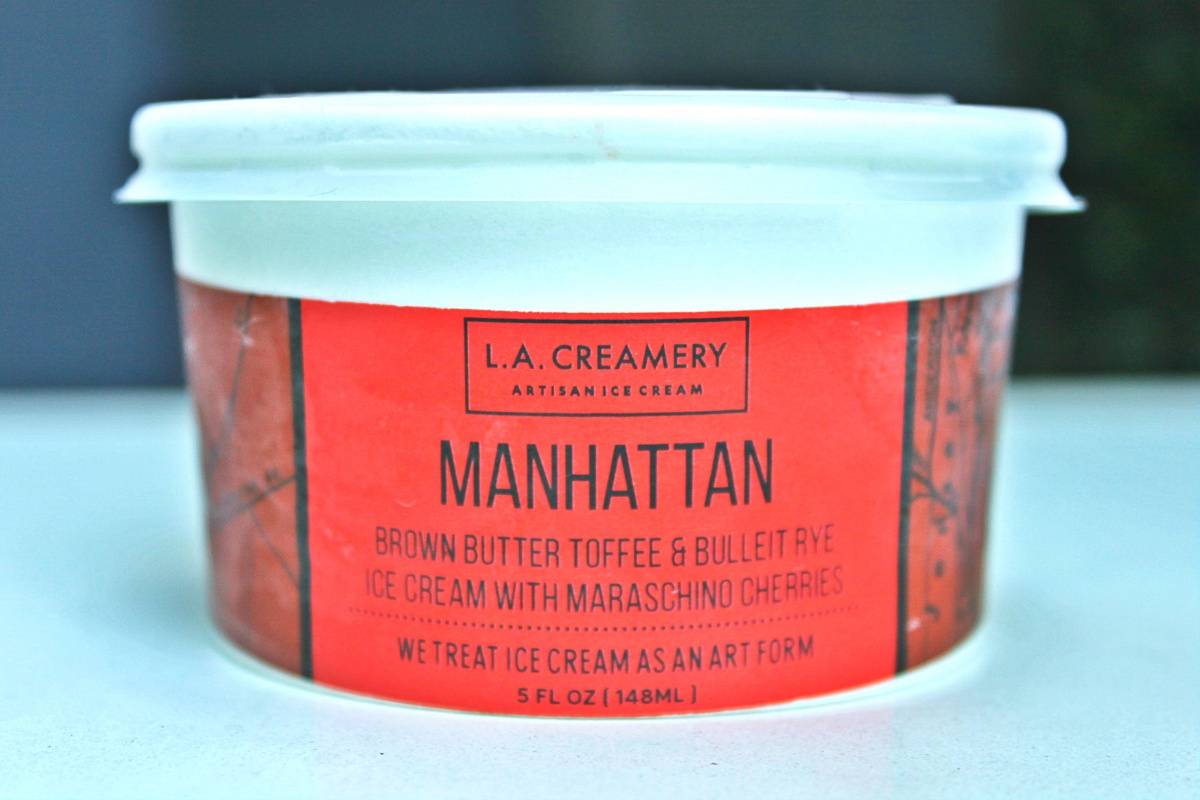 L.A. CREAMERY
ARTISAN ICE CREAM
MANHATTAN
BROWN BUTTER TOFFEE & BULLEIT RYE
ICE CREAM WITH MARASCHINO CHERRIES
WE TREAT ICE CREAM AS AN ART FORM
5 FL OZ ( 148ML )